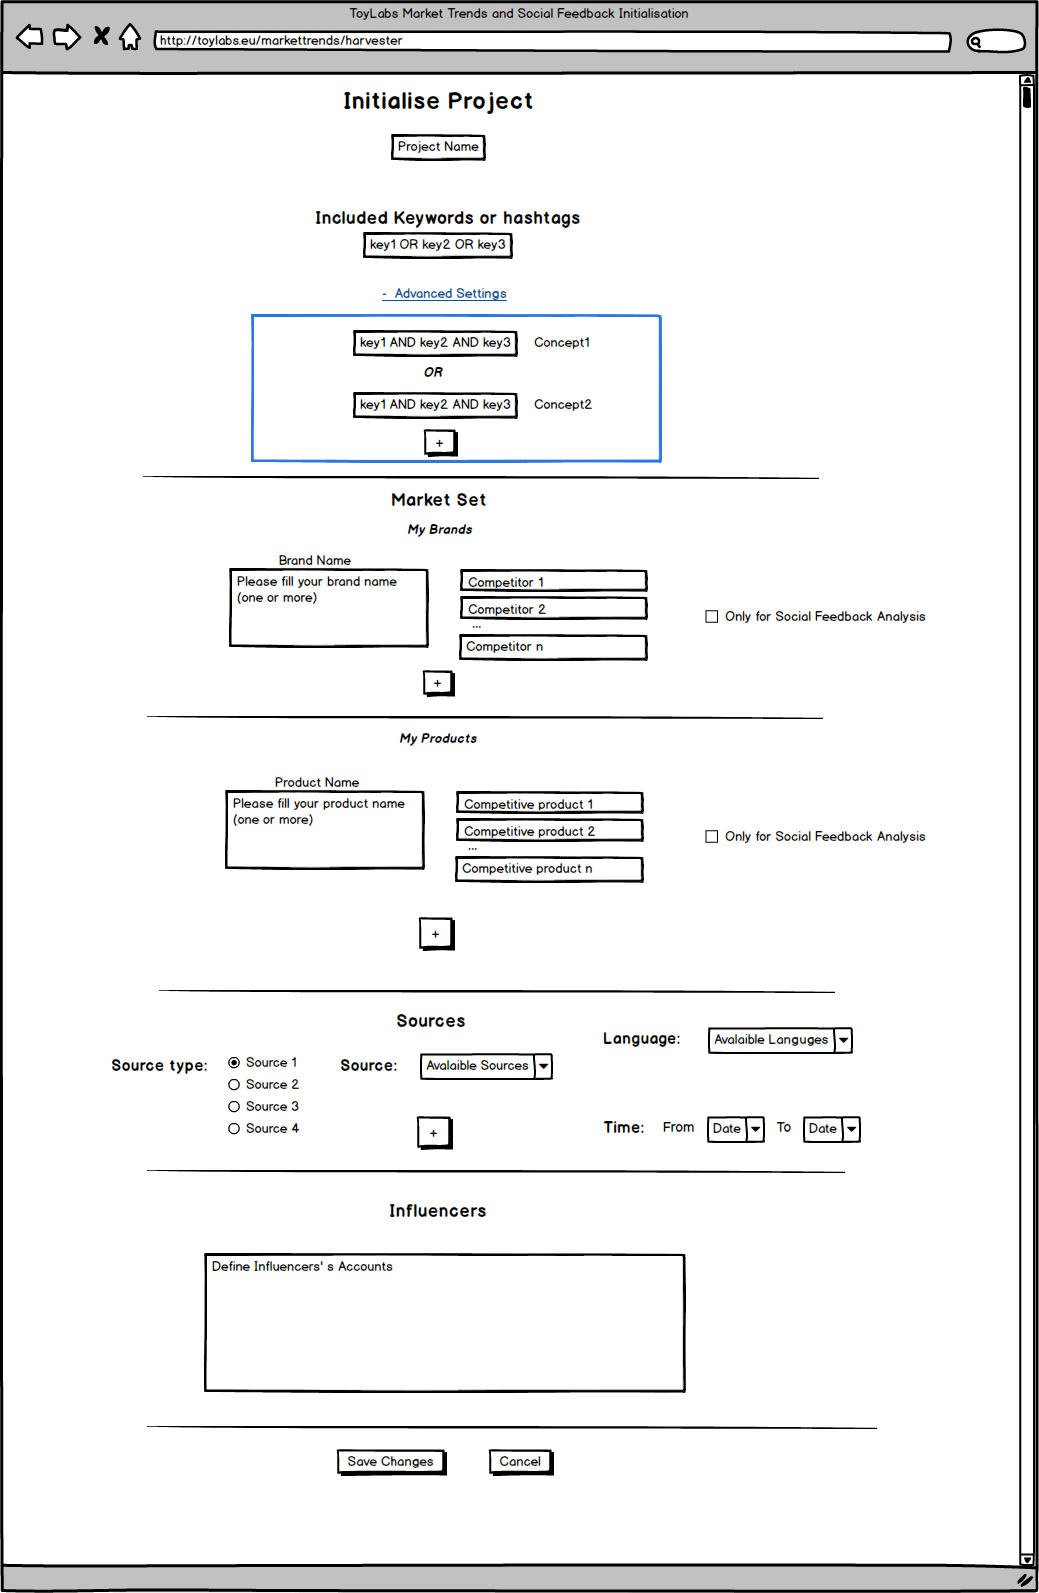 ToyLabs Market Trends and Social Feedback Initialisation
http://toylabs.eu/markettrends/harvester
Initialise Project
Project Name
Included Keywords or hashtags
key1 OR key2 OR key3
- Advanced Settings
key1 AND key2 AND key3 Concept1
OR
key1 AND key2 AND key3 Concept2
+
Market Set
My Brands
Brand Name
Please fill your brand name
(one or more)
Competitor 1
Competitor 2
...
Competitor n
Only for Social Feedback Analysis
+
My Products
Product Name
Please fill your product name
(one or more)
Competitive product 1
Competitive product 2
...
Competitive product n
Only for Social Feedback Analysis
+
Sources
Source type:
Source 1
Source 2
Source 3
Source 4
Source: Avalaible Sources
+
Language: Avalaible Languges
Time: From Date To Date
Influencers
Define Influencers' s Accounts
Save Changes Cancel